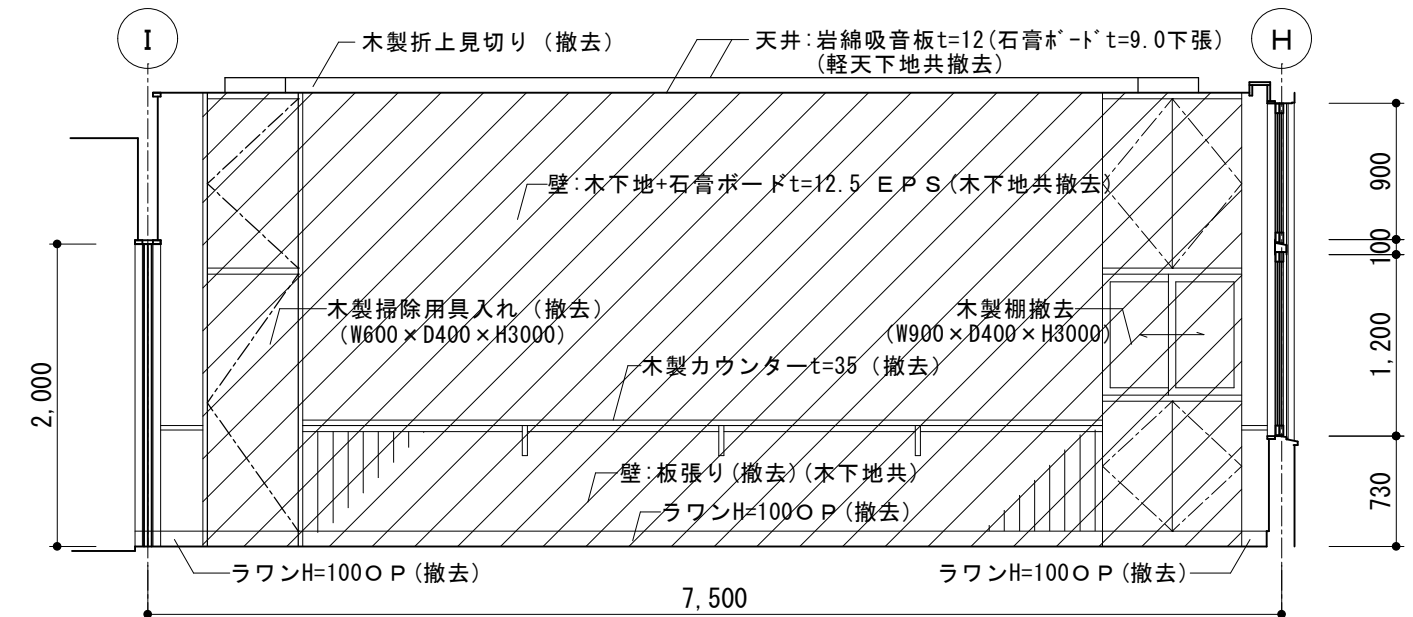 I
木製折上見切り（撤去）
天井:岩綿吸音板t=12(石膏ﾎﾞｰﾄﾞt=9.0下張)
(軽天下地共撤去)
H
壁:木下地+石膏ボードt=12.5 ＥＰＳ(木下地共撤去)
900
100
木製掃除用具入れ（撤去）
(W600×D400×H3000)
木製棚撤去
(W900×D400×H3000)
1,200
木製カウンターt=35（撤去）
2,000
壁:板張り(撤去)(木下地共)
730
ラワンH=100ＯＰ(撤去)
ラワンH=100ＯＰ(撤去)
ラワンH=100ＯＰ(撤去)
7,500